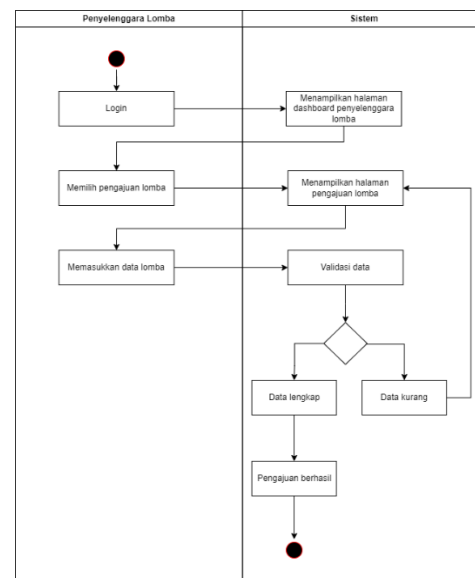 Penyelenggara Lomba
Sistem
Login
Menampilkan halaman
dashboard penyelenggara
lomba
Memilih pengajuan lomba
Menampilkan halaman
pengajuan lomba
Memasukkan data lomba
Validasi data
Data lengkap
Data kurang
Pengajuan berhasil